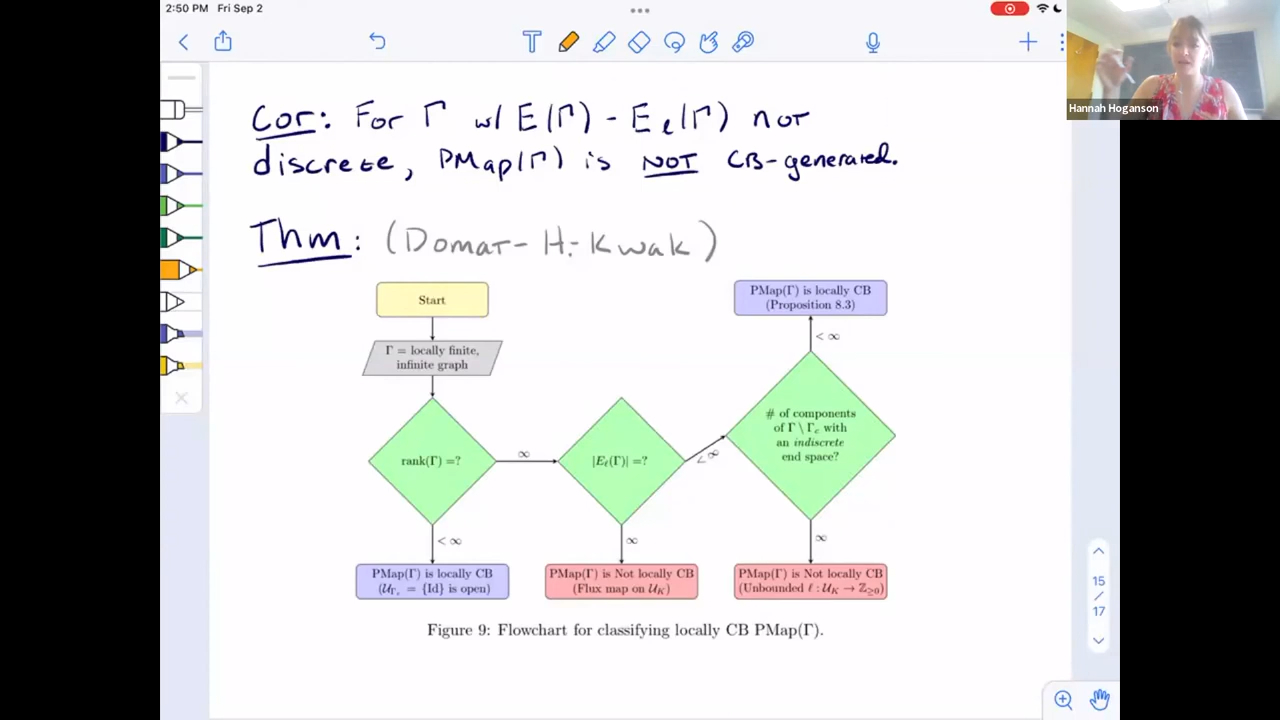 2:50 PM Fri Sep 2
Hannah Hoganson
Cor: For Γ w/ E(Γ) - E_ℓ(Γ) not
discrete, PMap(Γ) is NOT CB-generated.
Thm: (Domat - H. - Kwak)
Start
Γ = locally finite,
infinite graph
rank(Γ) =?
∞
< ∞
PMap(Γ) is locally CB
(𝒰_Γc = {Id} is open)
|E_ℓ(Γ)| =?
< ∞
∞
PMap(Γ) is Not locally CB
(Flux map on 𝒰_K)
PMap(Γ) is locally CB
(Proposition 8.3)
< ∞
# of components
of Γ \ Γ_c with
an indiscrete
end space?
∞
PMap(Γ) is Not locally CB
(Unbounded ℓ : 𝒰_K → ℤ≥0)
Figure 9: Flowchart for classifying locally CB PMap(Γ).
15
/
17